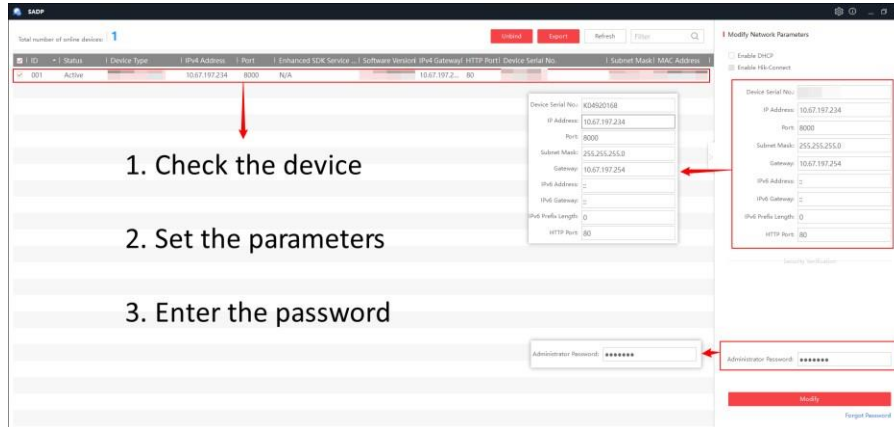 SADP
Total number of online devices: 1
Unbind Export Refresh Filter
ID Status Device Type IPv4 Address Port Enhanced SDK Service ... Software Version IPv4 Gateway HTTP Port Device Serial No. Subnet Mask MAC Address
001 Active 10.67.197.234 8000 N/A 10.67.197.2... 80
1. Check the device
2. Set the parameters
3. Enter the password
Device Serial No.: K04920168
IP Address: 10.67.197.234
Port: 8000
Subnet Mask: 255.255.255.0
Gateway: 10.67.197.254
IPv6 Address: ::
IPv6 Gateway: ::
IPv6 Prefix Length: 0
HTTP Port: 80
Administrator Password: ●●●●●●●
Modify Network Parameters
Enable DHCP
Enable Hik-Connect
Device Serial No.:
IP Address: 10.67.197.234
Port: 8000
Subnet Mask: 255.255.255.0
Gateway: 10.67.197.254
IPv6 Address: ::
IPv6 Gateway: ::
IPv6 Prefix Length: 0
HTTP Port: 80
Security Verification
Administrator Password: ●●●●●●●
Modify
Forgot Password